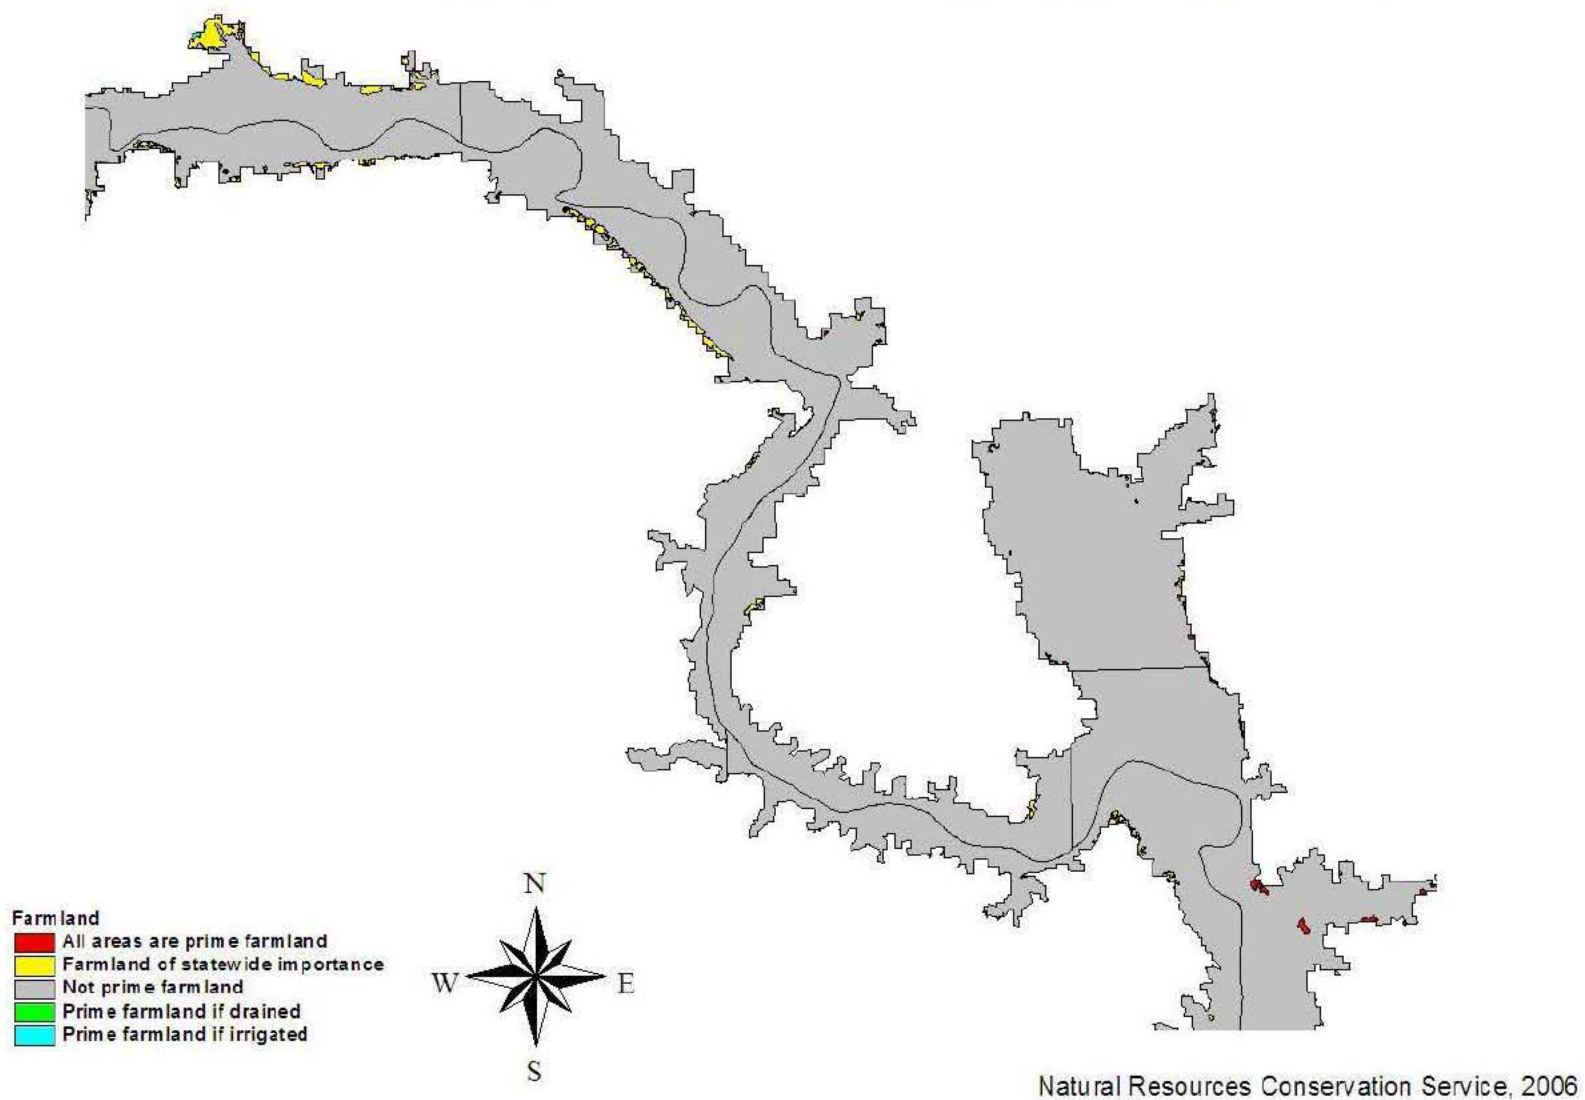 N
W
E
S
Farmland
All areas are prime farmland
Farmland of statewide importance
Not prime farmland
Prime farmland if drained
Prime farmland if irrigated
Natural Resources Conservation Service, 2006